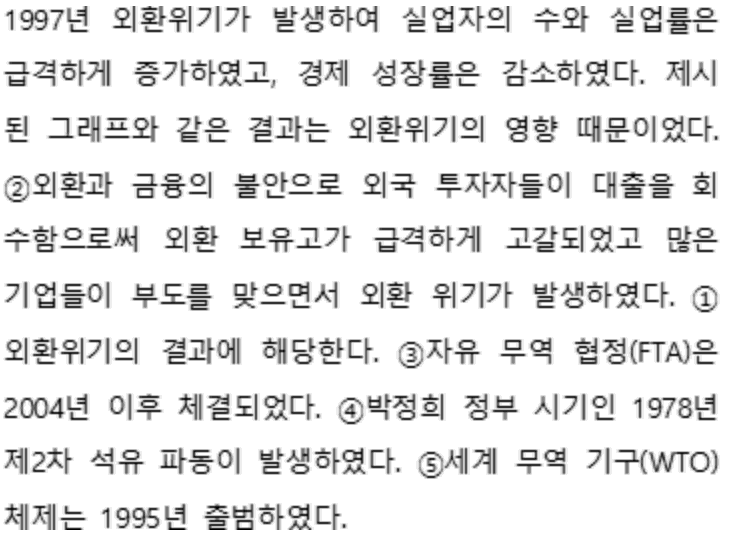 1997년 외환위기가 발생하여 실업자의 수와 실업률은
급격하게 증가하였고, 경제 성장률은 감소하였다. 제시
된 그래프와 같은 결과는 외환위기의 영향 때문이었다.
②외환과 금융의 불안으로 외국 투자자들이 대출을 회
수함으로써 외환 보유고가 급격하게 고갈되었고 많은
기업들이 부도를 맞으면서 외환 위기가 발생하였다. ①
외환위기의 결과에 해당한다. ③자유 무역 협정(FTA)은
2004년 이후 체결되었다. ④박정희 정부 시기인 1978년
제2차 석유 파동이 발생하였다. ⑤세계 무역 기구(WTO)
체제는 1995년 출범하였다.